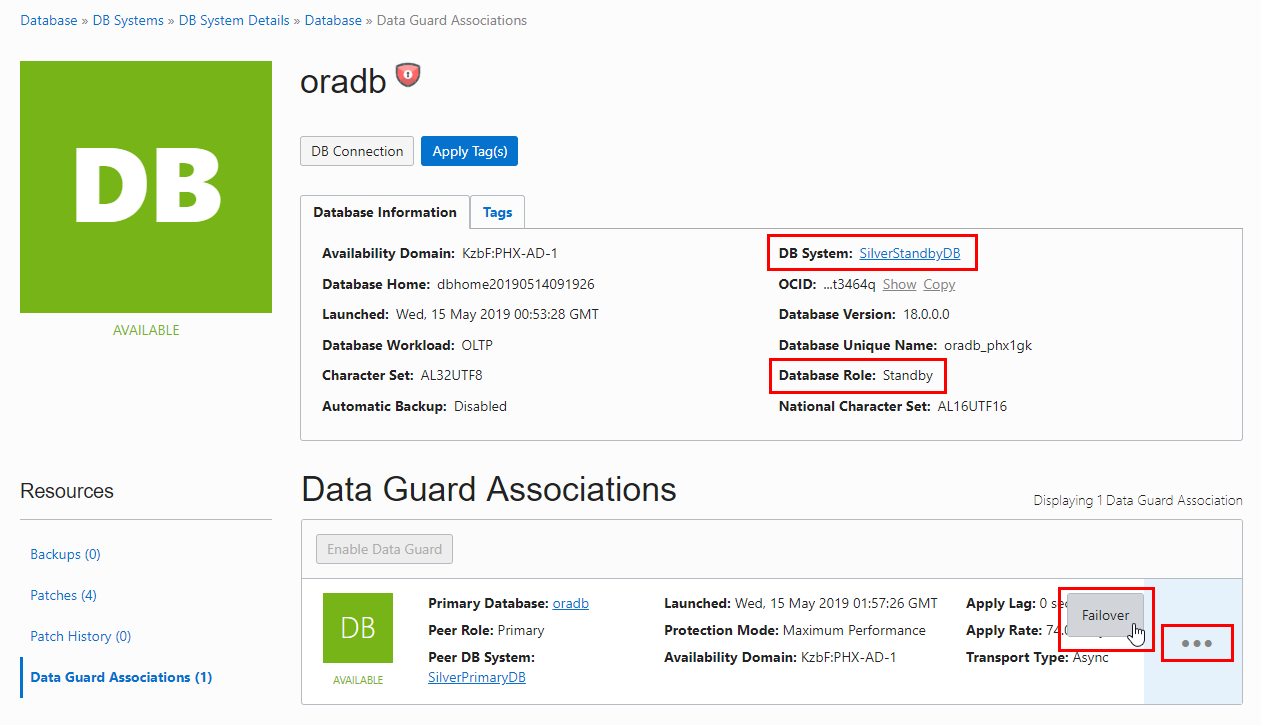 Database » DB Systems » DB System Details » Database » Data Guard Associations
DB
AVAILABLE
oradb
DB Connection
Apply Tag(s)
Database Information
Tags
Availability Domain: KzbF:PHX-AD-1
Database Home: dbhome20190514091926
Launched: Wed, 15 May 2019 00:53:28 GMT
Database Workload: OLTP
Character Set: AL32UTF8
Automatic Backup: Disabled
DB System: SilverStandbyDB
OCID: ...t3464q Show Copy
Database Version: 18.0.0.0
Database Unique Name: oradb_phx1gk
Database Role: Standby
National Character Set: AL16UTF16
Resources
Backups (0)
Patches (4)
Patch History (0)
Data Guard Associations (1)
Data Guard Associations
Displaying 1 Data Guard Association
Enable Data Guard
DB
AVAILABLE
Primary Database: oradb
Peer Role: Primary
Peer DB System:
SilverPrimaryDB
Launched: Wed, 15 May 2019 01:57:26 GMT
Protection Mode: Maximum Performance
Availability Domain: KzbF:PHX-AD-1
Apply Lag: 0
Apply Rate:
Transport Type: Async
Failover